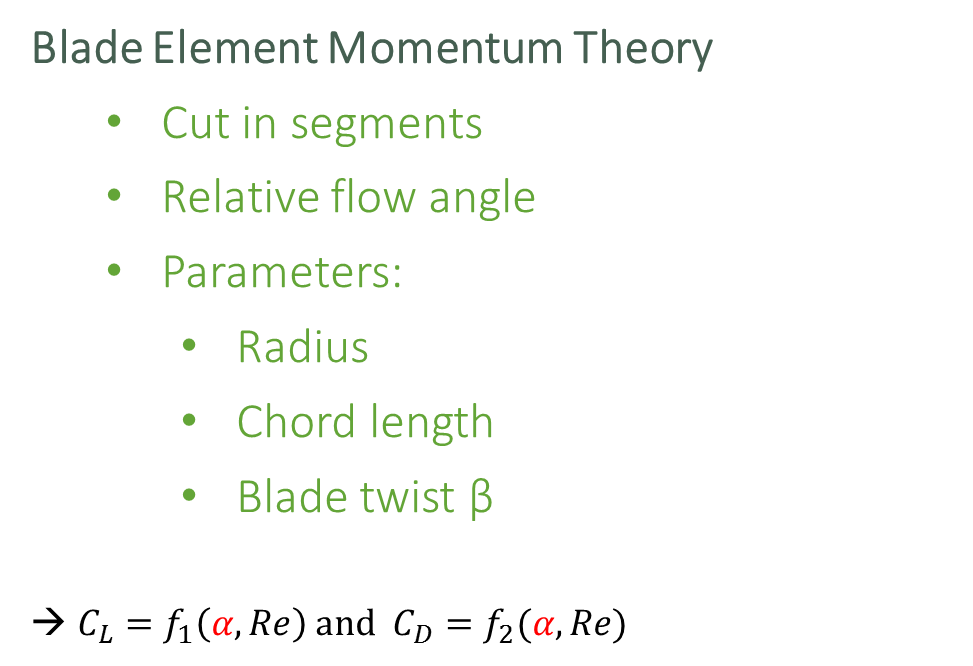 Blade Element Momentum Theory
• Cut in segments
• Relative flow angle
• Parameters:
• Radius
• Chord length
• Blade twist β
→ C_L = f_1(α, Re) and C_D = f_2(α, Re)